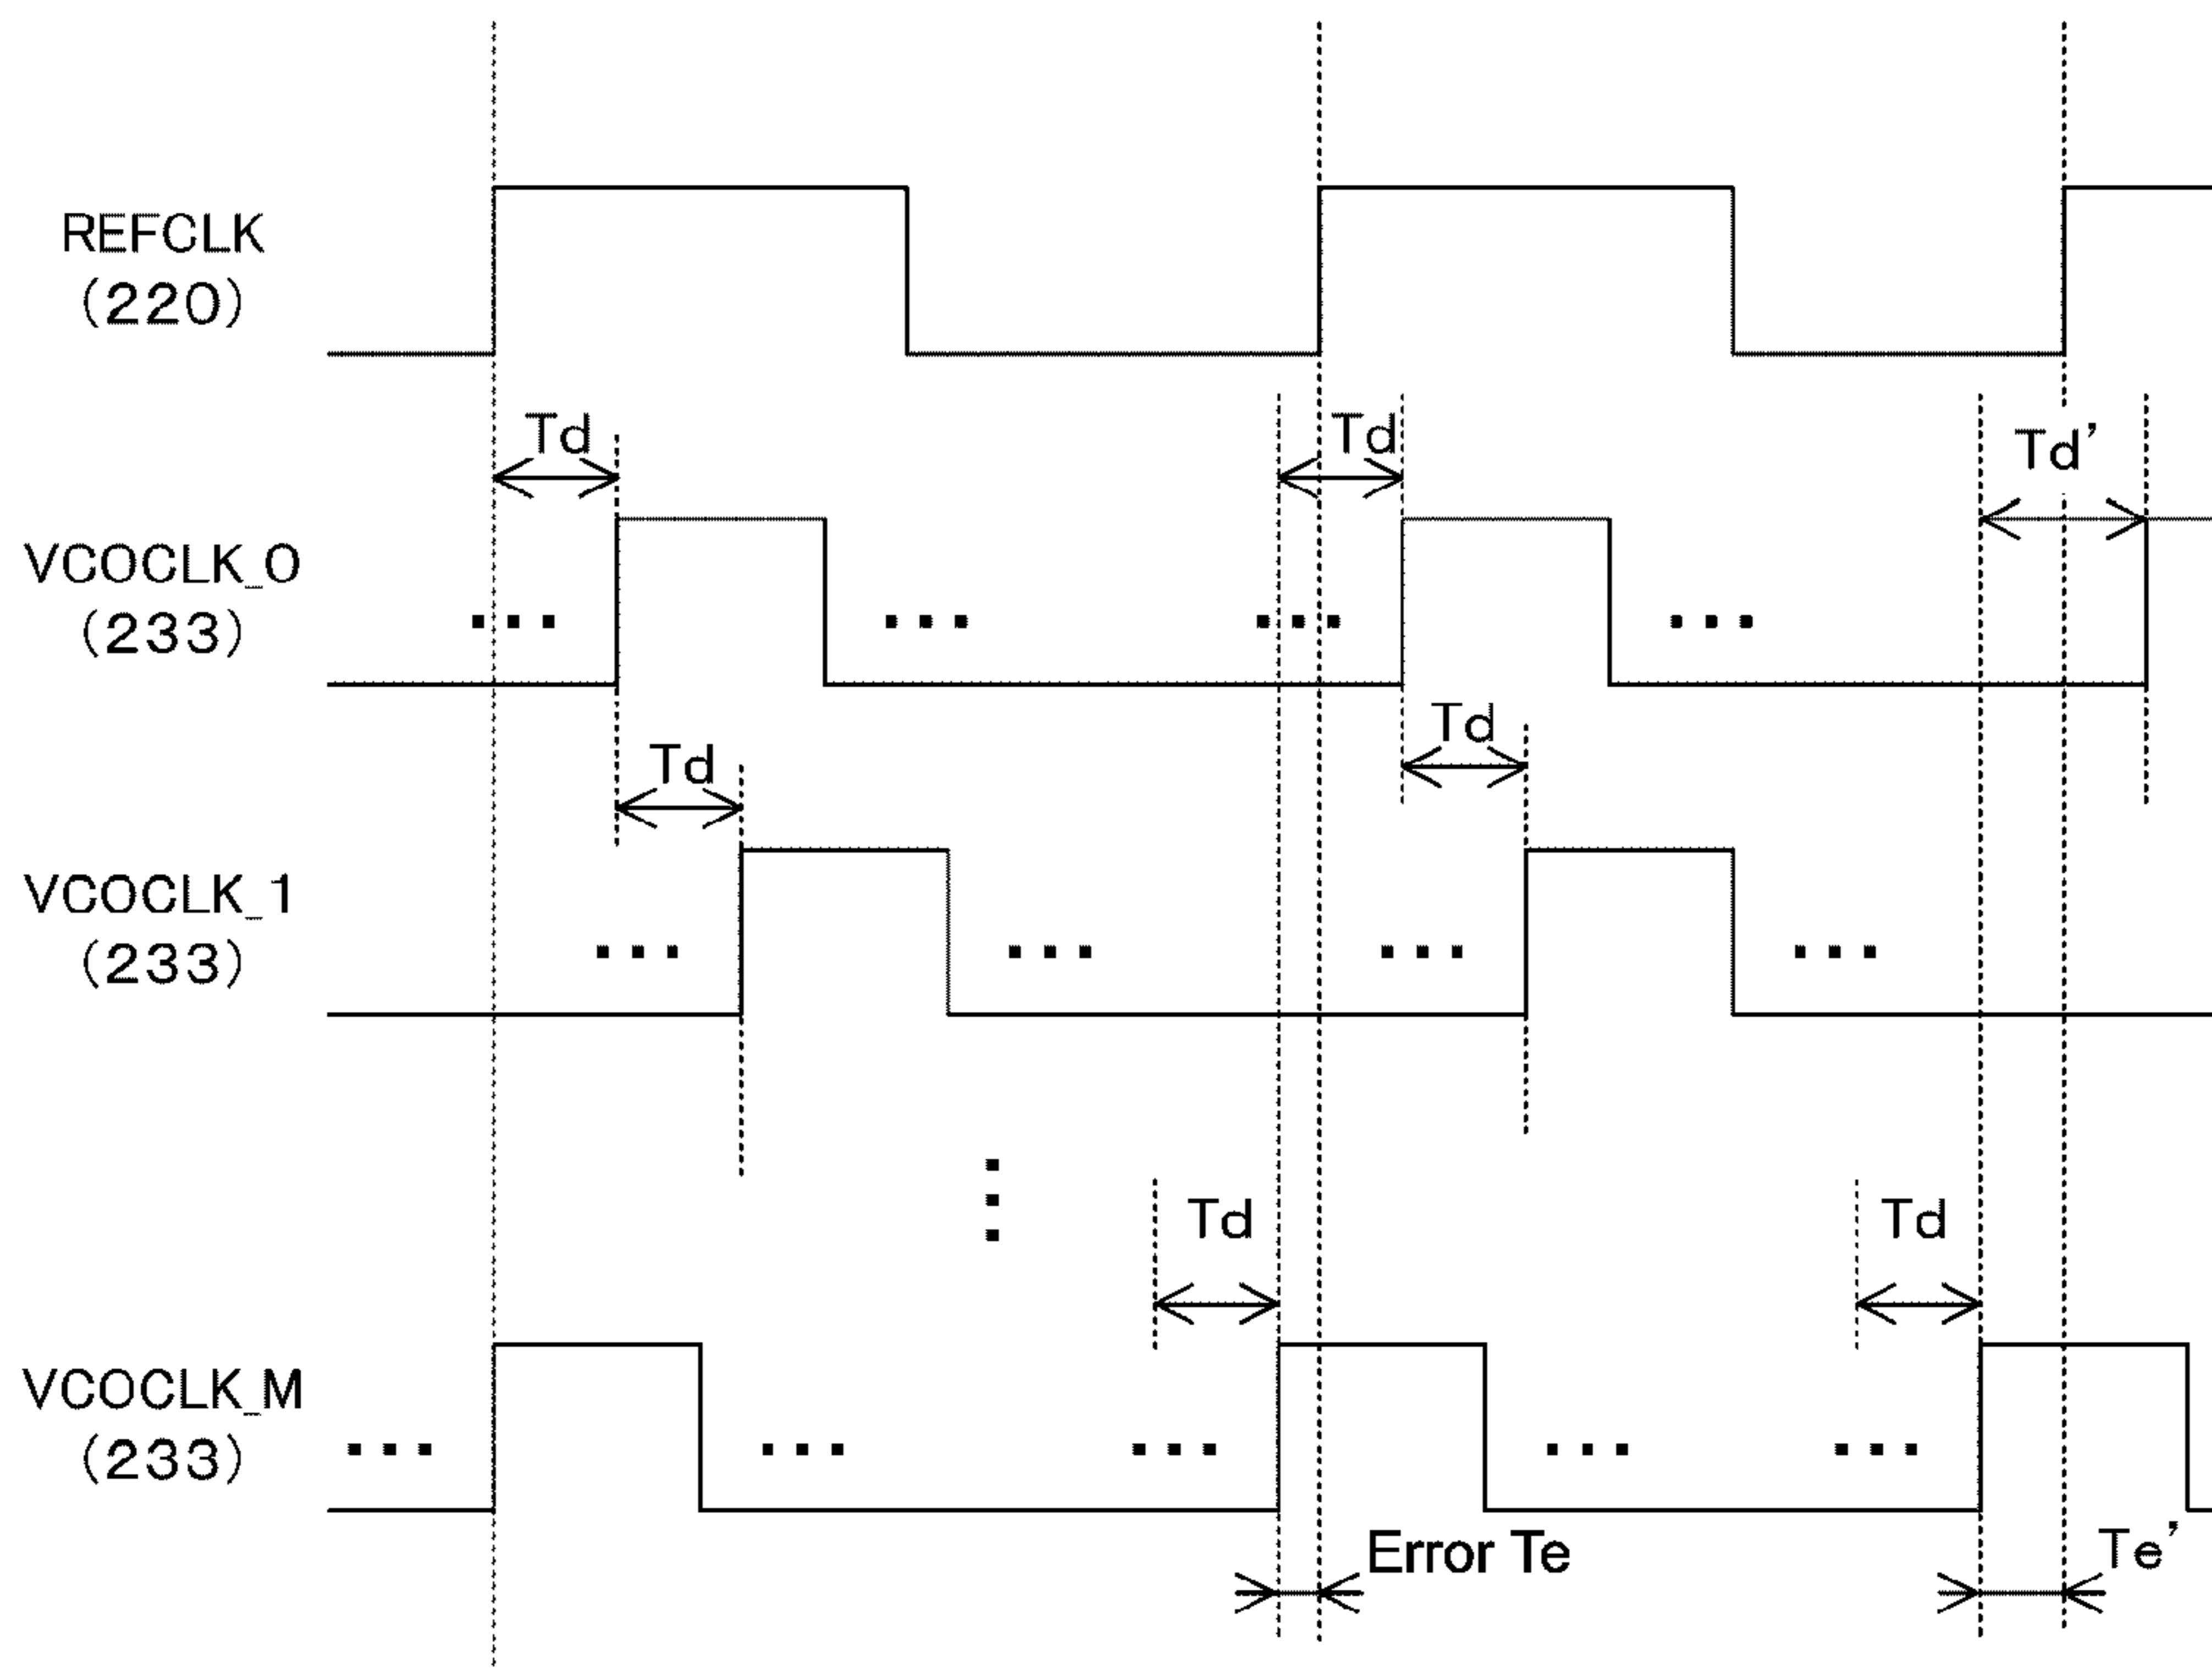 REFCLK
(220)
Td
Td
Td'
VCOCLK_0
(233)
Td
Td
VCOCLK_1
(233)
Td
Td
VCOCLK_M
(233)
Error Te
Te'